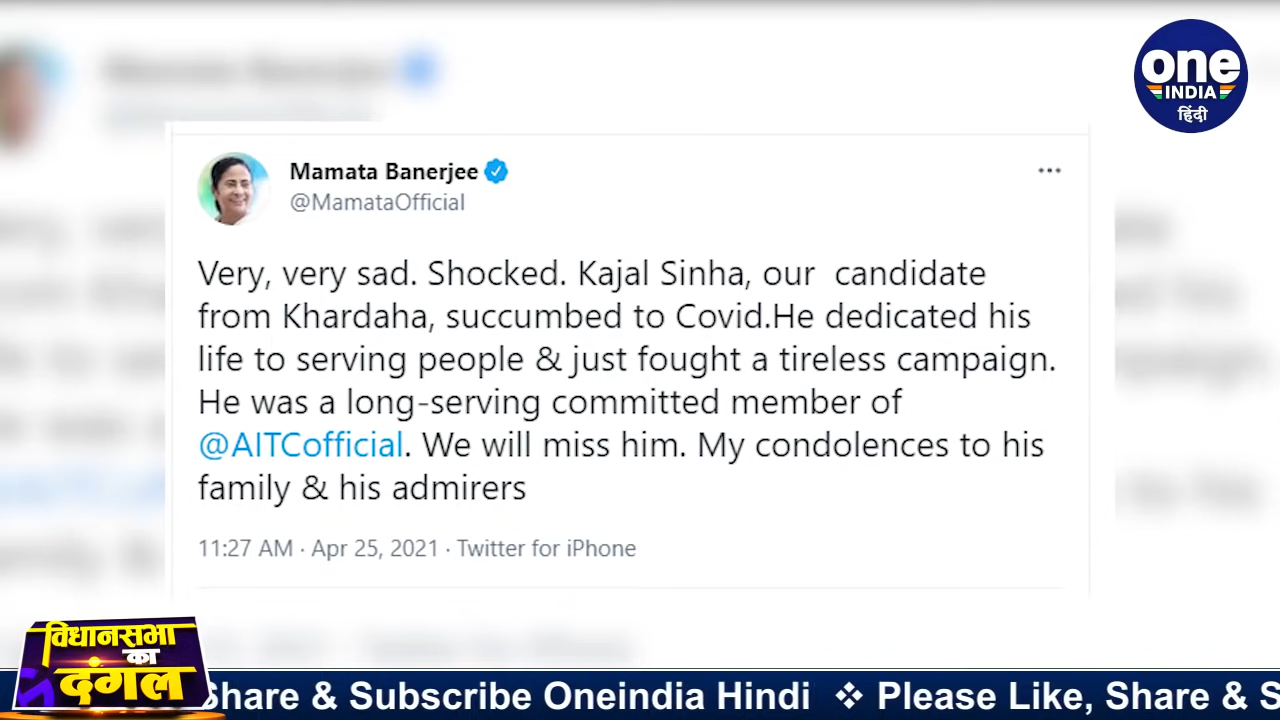 one
INDIA
हिंदी
Mamata Banerjee
@MamataOfficial
Very, very sad. Shocked. Kajal Sinha, our candidate
from Khardaha, succumbed to Covid.He dedicated his
life to serving people & just fought a tireless campaign.
He was a long-serving committed member of
@AITCofficial. We will miss him. My condolences to his
family & his admirers
11:27 AM · Apr 25, 2021 · Twitter for iPhone
विधानसभा
का
दंगल
Share & Subscribe Oneindia Hindi ❖ Please Like, Share & S